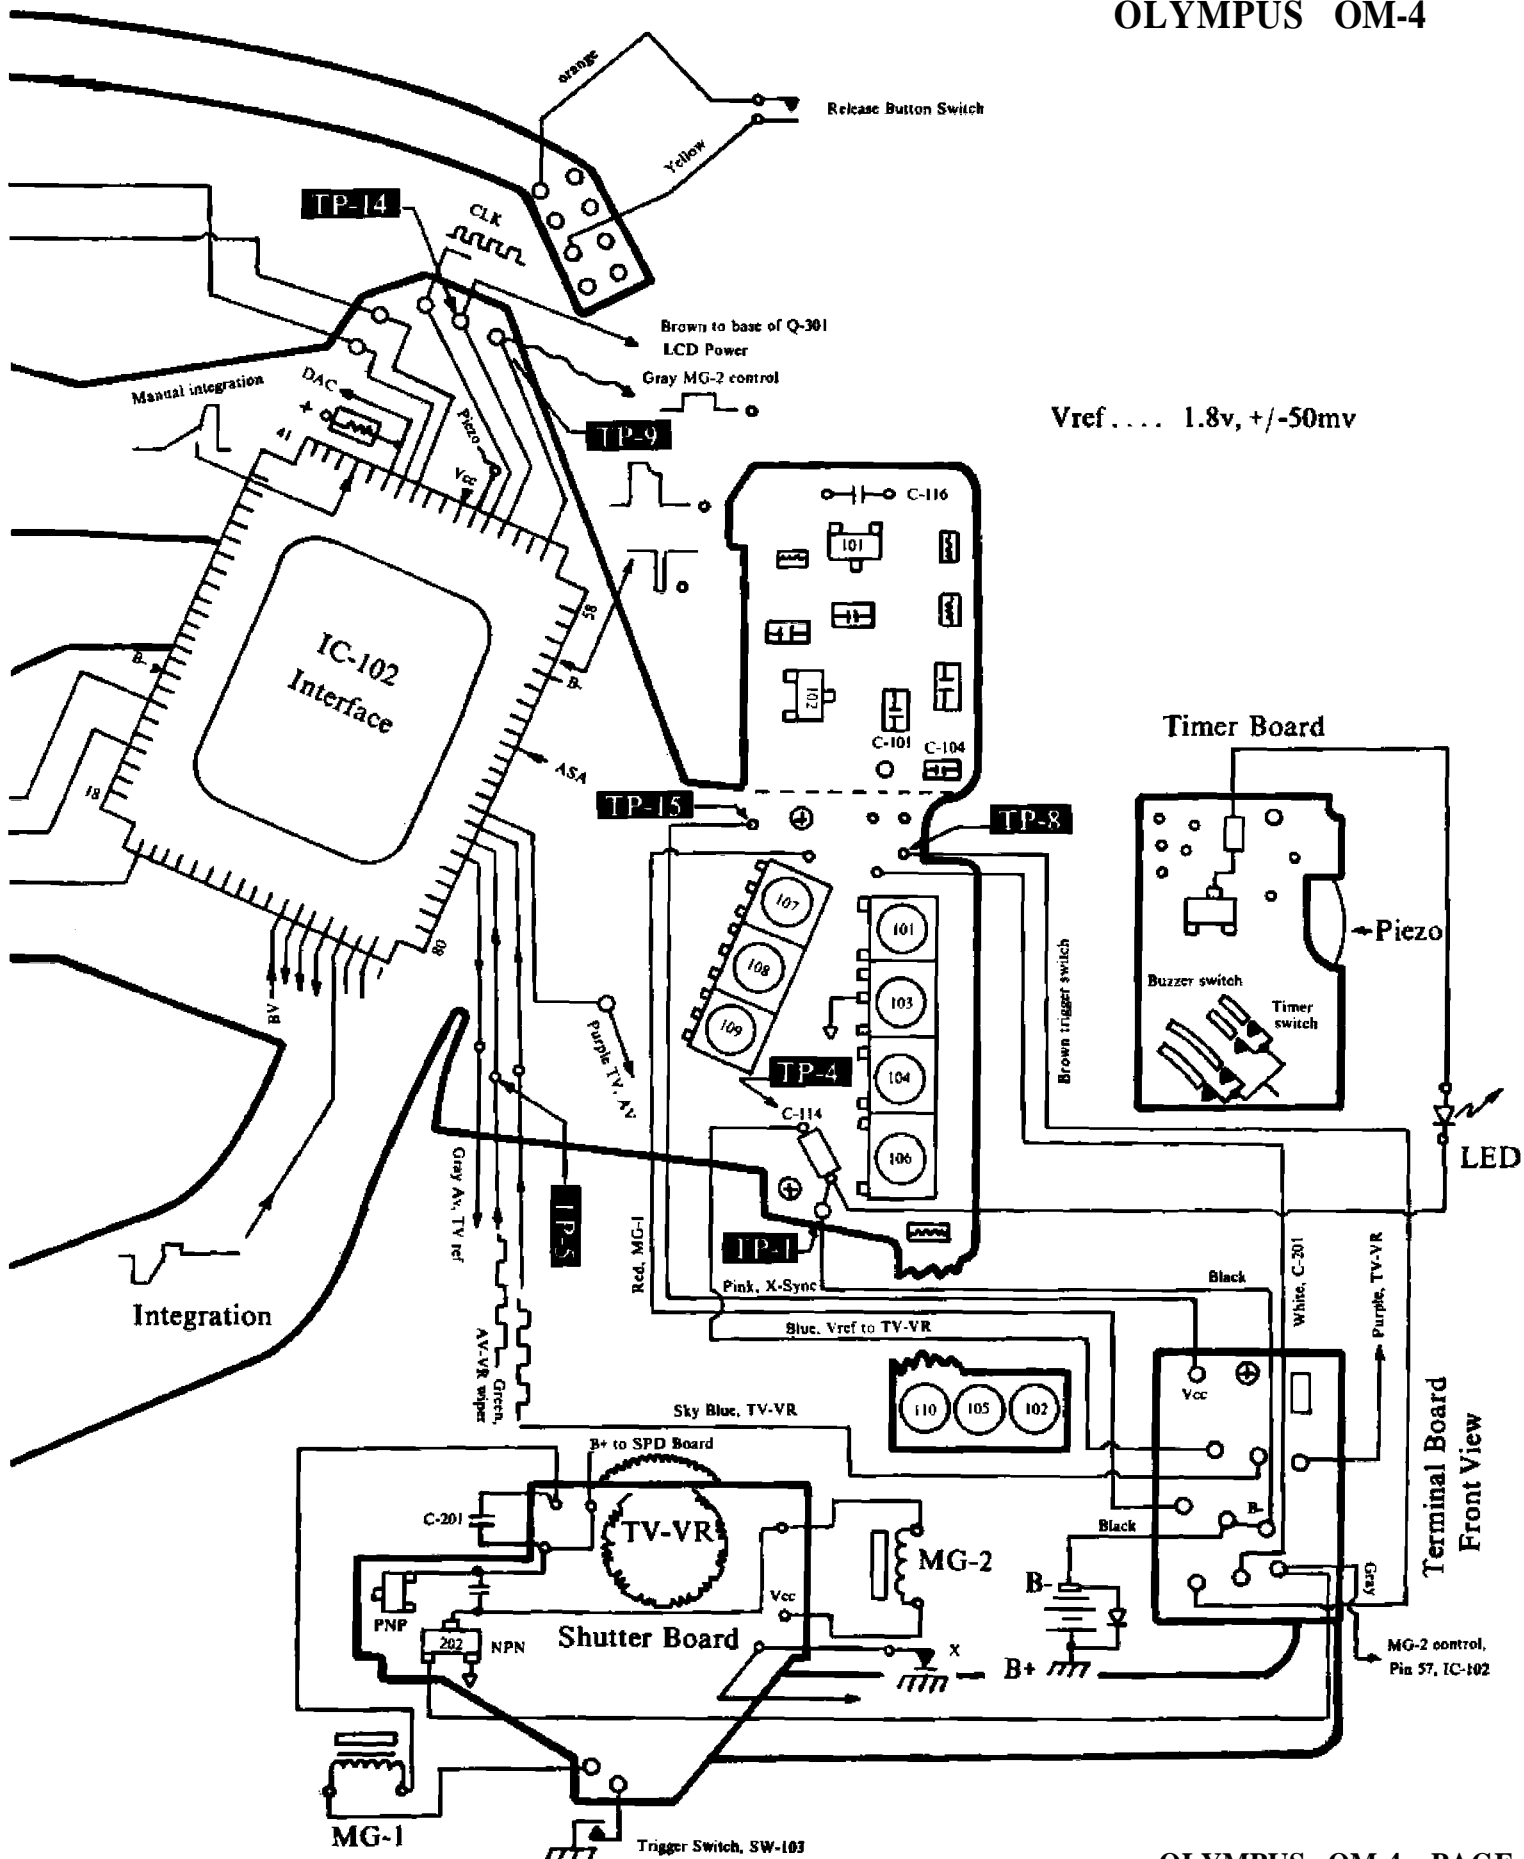 OLYMPUS OM-4
orange
Release Button Switch
Yellow
TP-14
CLK
Brown to base of Q-301
LCD Power
Gray MG-2 control
Manual integration
DAC
+
41
Piezo
Vcc
TP-9
Vref.... 1.8v, +/-50mv
C-116
101
58
IC-102
Interface
B-
B-
102
C-101
C-104
ASA
18
Timer Board
TP-15
TP-8
107
108
109
101
103
104
106
Piezo
Buzzer switch
Timer
switch
Brown trigger switch
80
1
BV
Purple TV, AV
TP-4
C-114
LED
Gray Av, TV ref
TP-5
TP-1
Red, MG-1
Pink, X-Sync
Black
White, C-201
Purple, TV-VR
Integration
Blue, Vref to TV-VR
Green,
AV-VR wiper
Vcc
110
105
102
Sky Blue, TV-VR
B+ to SPD Board
Terminal Board
Front View
C-201
TV-VR
B-
Black
MG-2
B-
Gray
PNP
Vcc
202
NPN
Shutter Board
X
B+
MG-2 control,
Pin 57, IC-102
MG-1
Trigger Switch, SW-103
OLYMPUS OM-4 PAGE